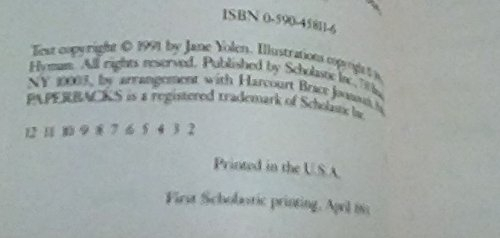 ISBN 0-590-45811-6
Text copyright © 1991 by Jane Yolen. Illustrations copyright
Hyman. All rights reserved. Published by Scholastic Inc.,
NY 10003, by arrangement with Harcourt Brace Jovanovich,
PAPERBACKS is a registered trademark of Scholastic Inc.
12 11 10 9 8 7 6 5 4 3 2
Printed in the U.S.A.
First Scholastic printing, April